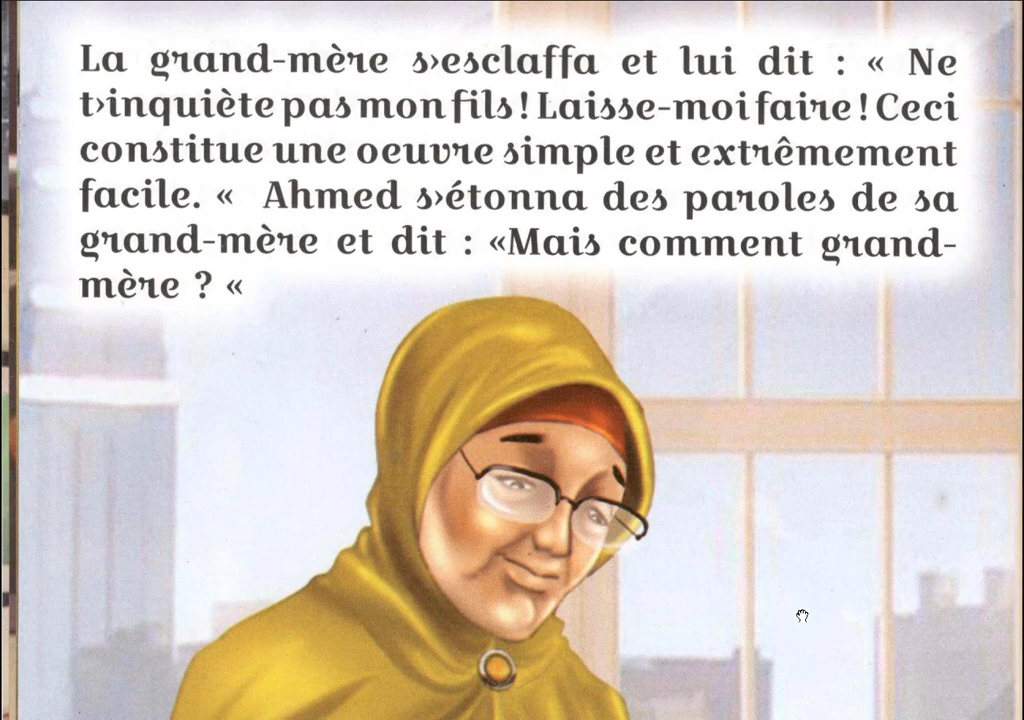 La grand-mère s›esclaffa et lui dit : « Ne
t›inquiète pas mon fils ! Laisse-moi faire ! Ceci
constitue une oeuvre simple et extrêmement
facile. « Ahmed s›étonna des paroles de sa
grand-mère et dit : «Mais comment grand-
mère ? «